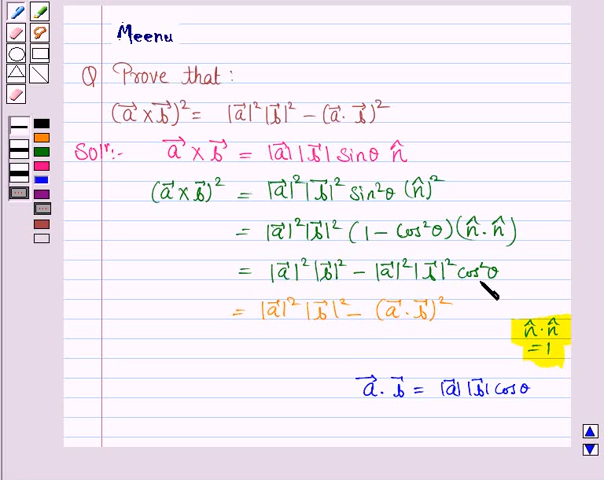 Meenu
Q Prove that :
(a⃗ × b⃗)² = |a⃗|² |b⃗|² − (a⃗ . b⃗)²
Solⁿ:- a⃗ × b⃗ = |a⃗| |b⃗| sinθ n̂
(a⃗ × b⃗)² = |a⃗|² |b⃗|² sin²θ (n̂)²
= |a⃗|² |b⃗|² (1 − cos²θ) (n̂ . n̂)
= |a⃗|² |b⃗|² − |a⃗|² |b⃗|² cos²θ
= |a⃗|² |b⃗|² − (a⃗ . b⃗)²
n̂ . n̂
= 1
a⃗ . b⃗ = |a⃗| |b⃗| cosθ